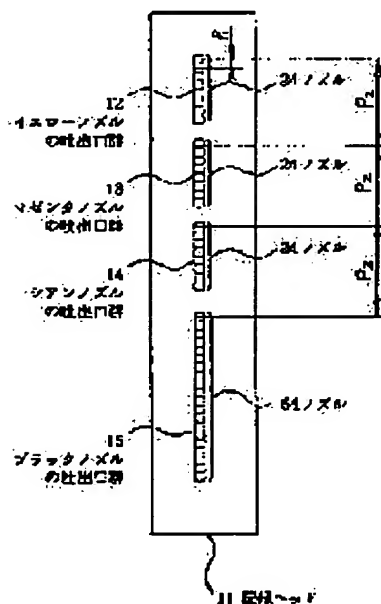 P₁
12
イエローノズル
の吐出口群
24ノズル
P₂
13
マゼンタノズル
の吐出口群
24ノズル
P₂
14
シアンノズル
の吐出口群
24ノズル
P₂
64ノズル
15
ブラックノズル
の吐出口群
11 記録ヘッド